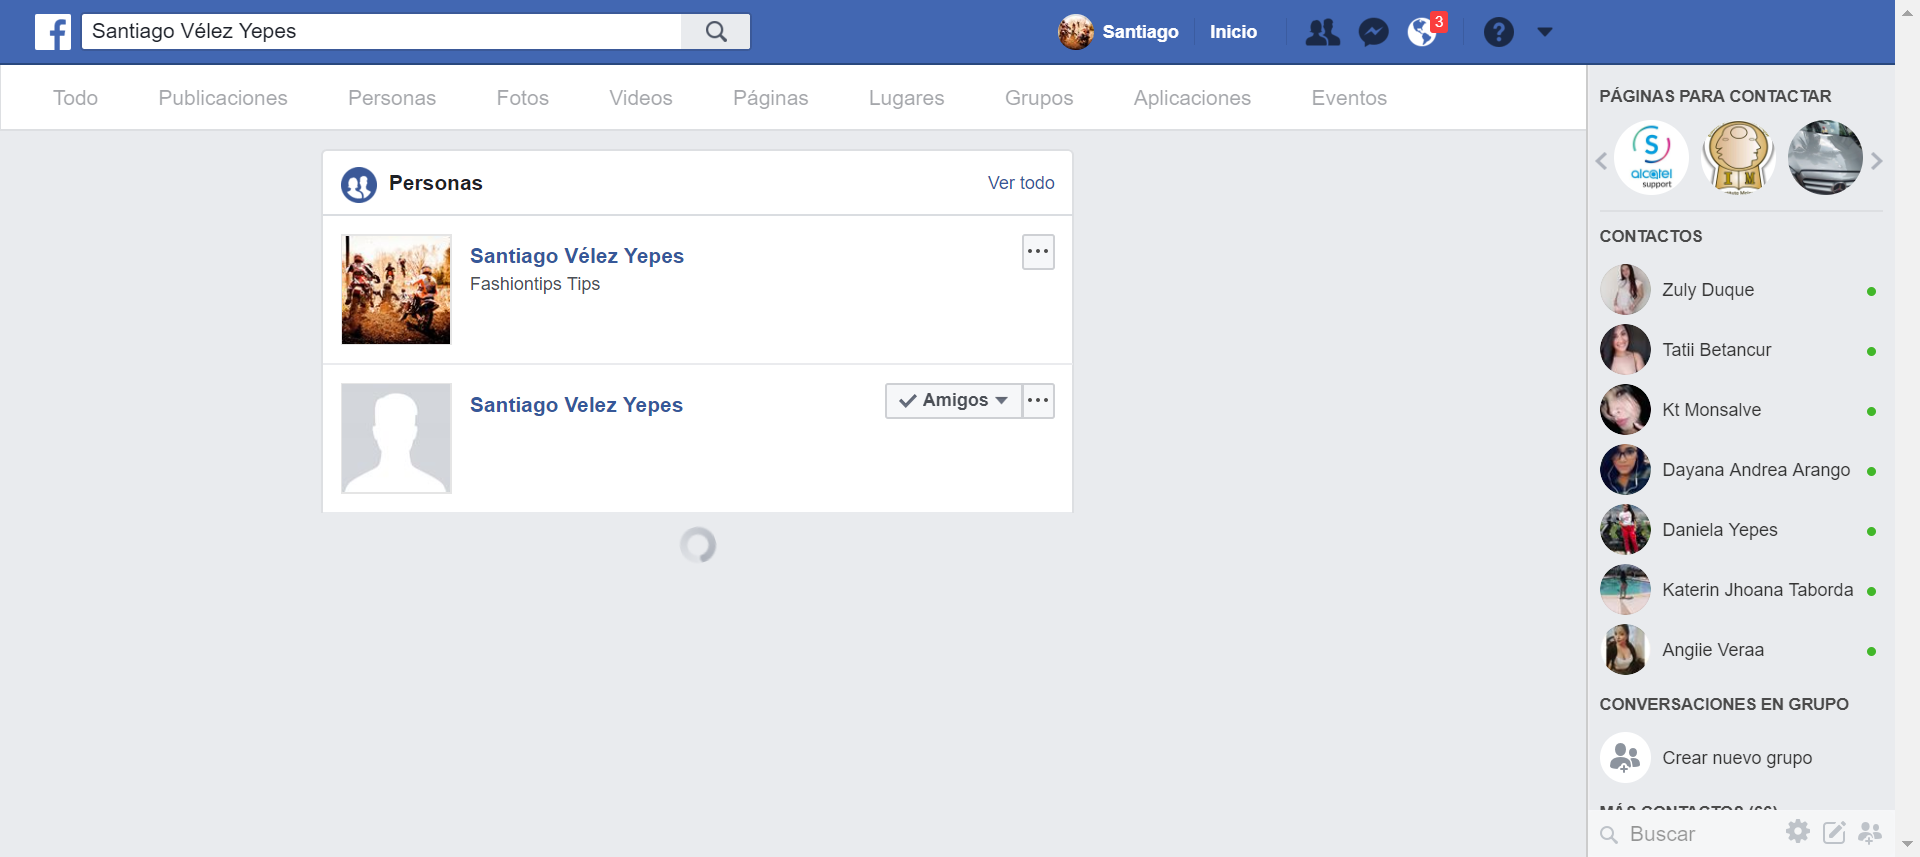 Santiago Vélez Yepes
Santiago
Inicio
3
?
Todo
Publicaciones
Personas
Fotos
Videos
Páginas
Lugares
Grupos
Aplicaciones
Eventos
Personas
Ver todo
Santiago Vélez Yepes
Fashiontips Tips
Santiago Velez Yepes
Amigos
PÁGINAS PARA CONTACTAR
S
alcatel
support
I M
CONTACTOS
Zuly Duque
Tatii Betancur
Kt Monsalve
Dayana Andrea Arango
Daniela Yepes
Katerin Jhoana Taborda
Angiie Veraa
CONVERSACIONES EN GRUPO
Crear nuevo grupo
MÁS CONTACTOS (66)
Buscar